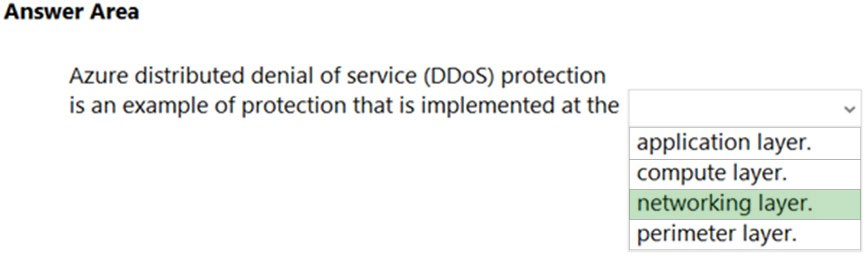 Answer Area
Azure distributed denial of service (DDoS) protection
is an example of protection that is implemented at the
application layer.
compute layer.
networking layer.
perimeter layer.